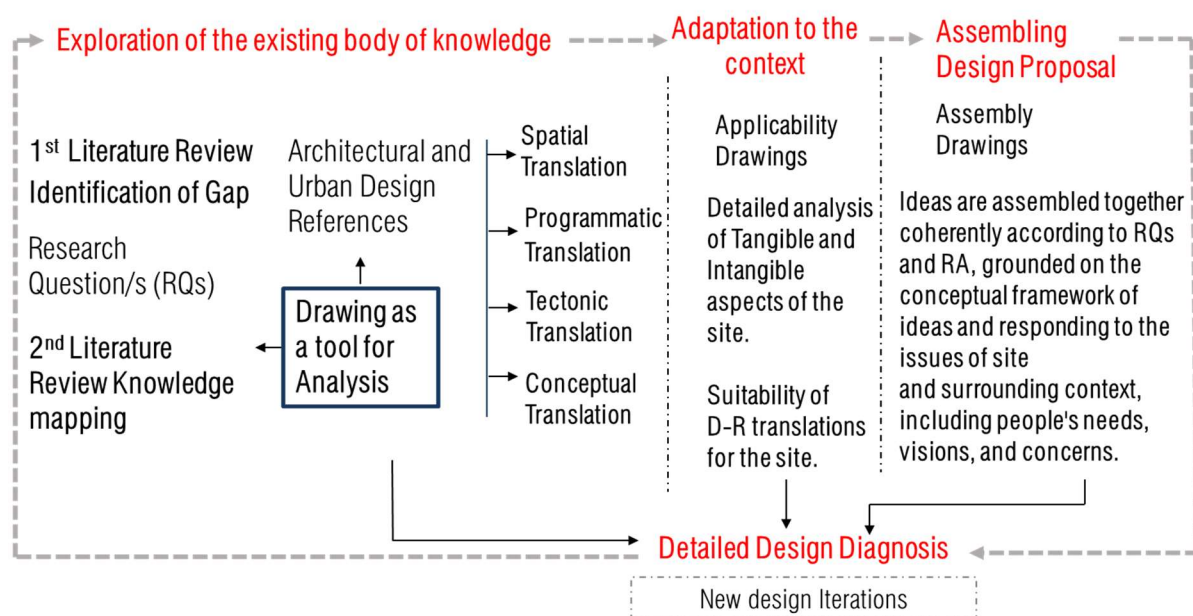 Exploration of the existing body of knowledge
Adaptation to the
context
Assembling
Design Proposal
1st Literature Review
Identification of Gap
Research
Question/s (RQs)
2nd Literature
Review Knowledge
mapping
Architectural and
Urban Design
References
Drawing as
a tool for
Analysis
Spatial
Translation
Programmatic
Translation
Tectonic
Translation
Conceptual
Translation
Applicability
Drawings
Detailed analysis
of Tangible and
Intangible
aspects of the
site.
Suitability of
D-R translations
for the site.
Assembly
Drawings
Ideas are assembled together
coherently according to RQs
and RA, grounded on the
conceptual framework of
ideas and responding to the
issues of site
and surrounding context,
including people's needs,
visions, and concerns.
Detailed Design Diagnosis
New design Iterations